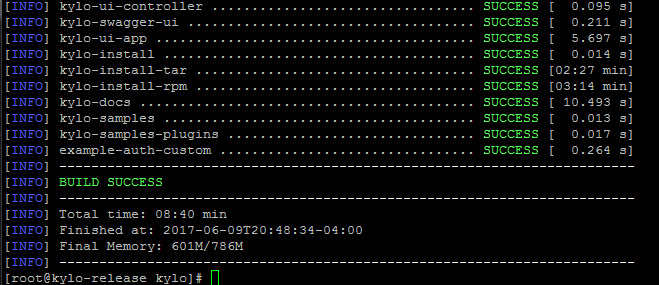 [INFO] kylo-ui-controller ................................. SUCCESS [  0.095 s]
[INFO] kylo-swagger-ui .................................... SUCCESS [  0.211 s]
[INFO] kylo-ui-app ........................................ SUCCESS [  5.697 s]
[INFO] kylo-install ....................................... SUCCESS [  0.014 s]
[INFO] kylo-install-tar ................................... SUCCESS [02:27 min]
[INFO] kylo-install-rpm ................................... SUCCESS [03:14 min]
[INFO] kylo-docs .......................................... SUCCESS [ 10.493 s]
[INFO] kylo-samples ....................................... SUCCESS [  0.013 s]
[INFO] kylo-samples-plugins ............................... SUCCESS [  0.017 s]
[INFO] example-auth-custom ................................ SUCCESS [  0.264 s]
[INFO] ------------------------------------------------------------------------
[INFO] BUILD SUCCESS
[INFO] ------------------------------------------------------------------------
[INFO] Total time: 08:40 min
[INFO] Finished at: 2017-06-09T20:48:34-04:00
[INFO] Final Memory: 601M/786M
[INFO] ------------------------------------------------------------------------
[root@kylo-release kylo]#